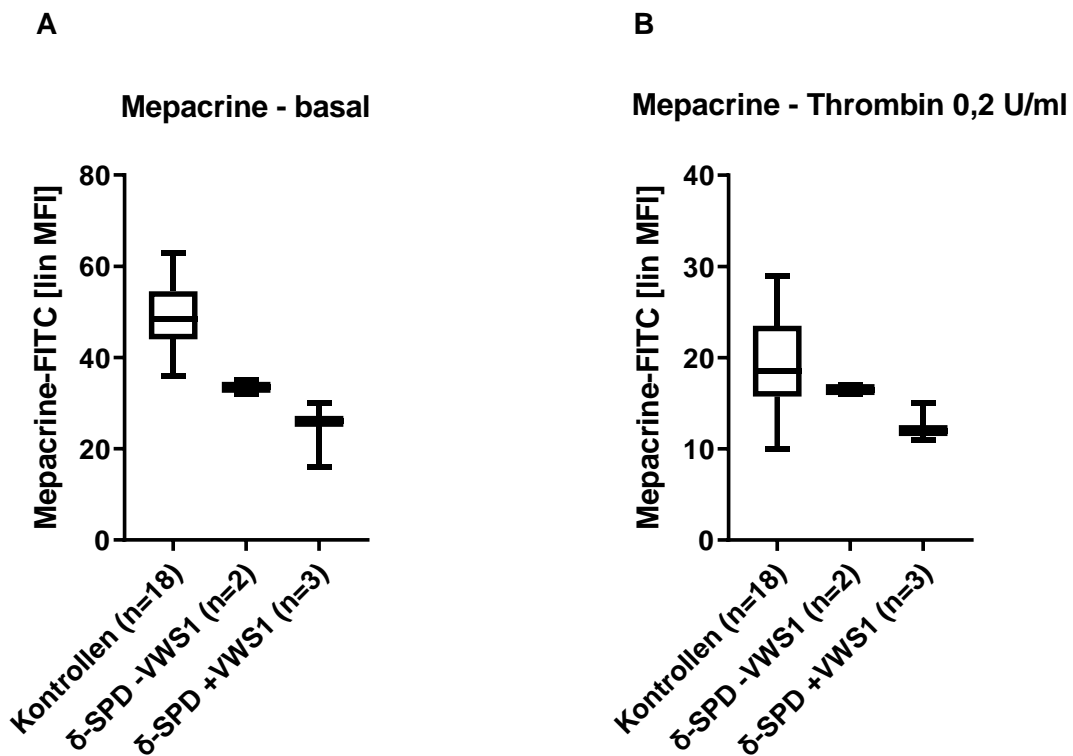 A
Mepacrine - basal
Mepacrine-FITC [lin MFI]
80
60
40
20
0
Kontrollen (n=18)
δ-SPD -VWS1 (n=2)
δ-SPD +VWS1 (n=3)
B
Mepacrine - Thrombin 0,2 U/ml
Mepacrine-FITC [lin MFI]
40
30
20
10
0
Kontrollen (n=18)
δ-SPD -VWS1 (n=2)
δ-SPD +VWS1 (n=3)